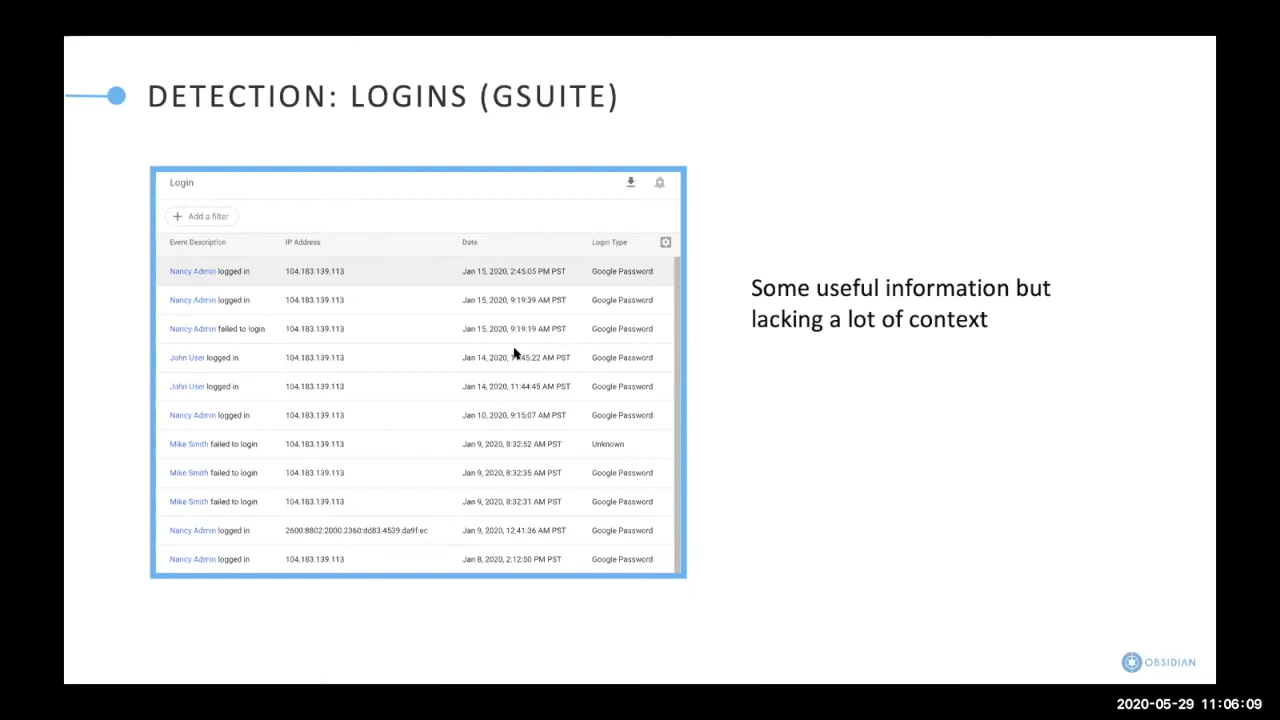 DETECTION: LOGINS (GSUITE)
Login
Add a filter
Event Description IP Address Date Login Type
Nancy Admin logged in 104.183.139.113 Jan 15, 2020, 2:45:05 PM PST Google Password
Nancy Admin logged in 104.183.139.113 Jan 15, 2020, 9:19:39 AM PST Google Password
Nancy Admin failed to login 104.183.139.113 Jan 15, 2020, 9:19:19 AM PST Google Password
John User logged in 104.183.139.113 Jan 14, 2020, AM PST Google Password
John User logged in 104.183.139.113 Jan 14, 2020, 11:44:45 AM PST Google Password
Nancy Admin logged in 104.183.139.113 Jan 10, 2020, 9:15:07 AM PST Google Password
Mike Smith failed to login 104.183.139.113 Jan 9, 2020, 8:32:52 AM PST Unknown
Mike Smith failed to login 104.183.139.113 Jan 9, 2020, 8:32:35 AM PST Google Password
Mike Smith failed to login 104.183.139.113 Jan 9, 2020, 8:32:31 AM PST Google Password
Nancy Admin logged in 2600:8802:2000:2360:dd83:4539:da9f:ec Jan 9, 2020, 12:41:36 AM PST Google Password
Nancy Admin logged in 104.183.139.113 Jan 8, 2020, 2:12:50 PM PST Google Password
Some useful information but
lacking a lot of context
OBSIDIAN
2020-05-29 11:06:09